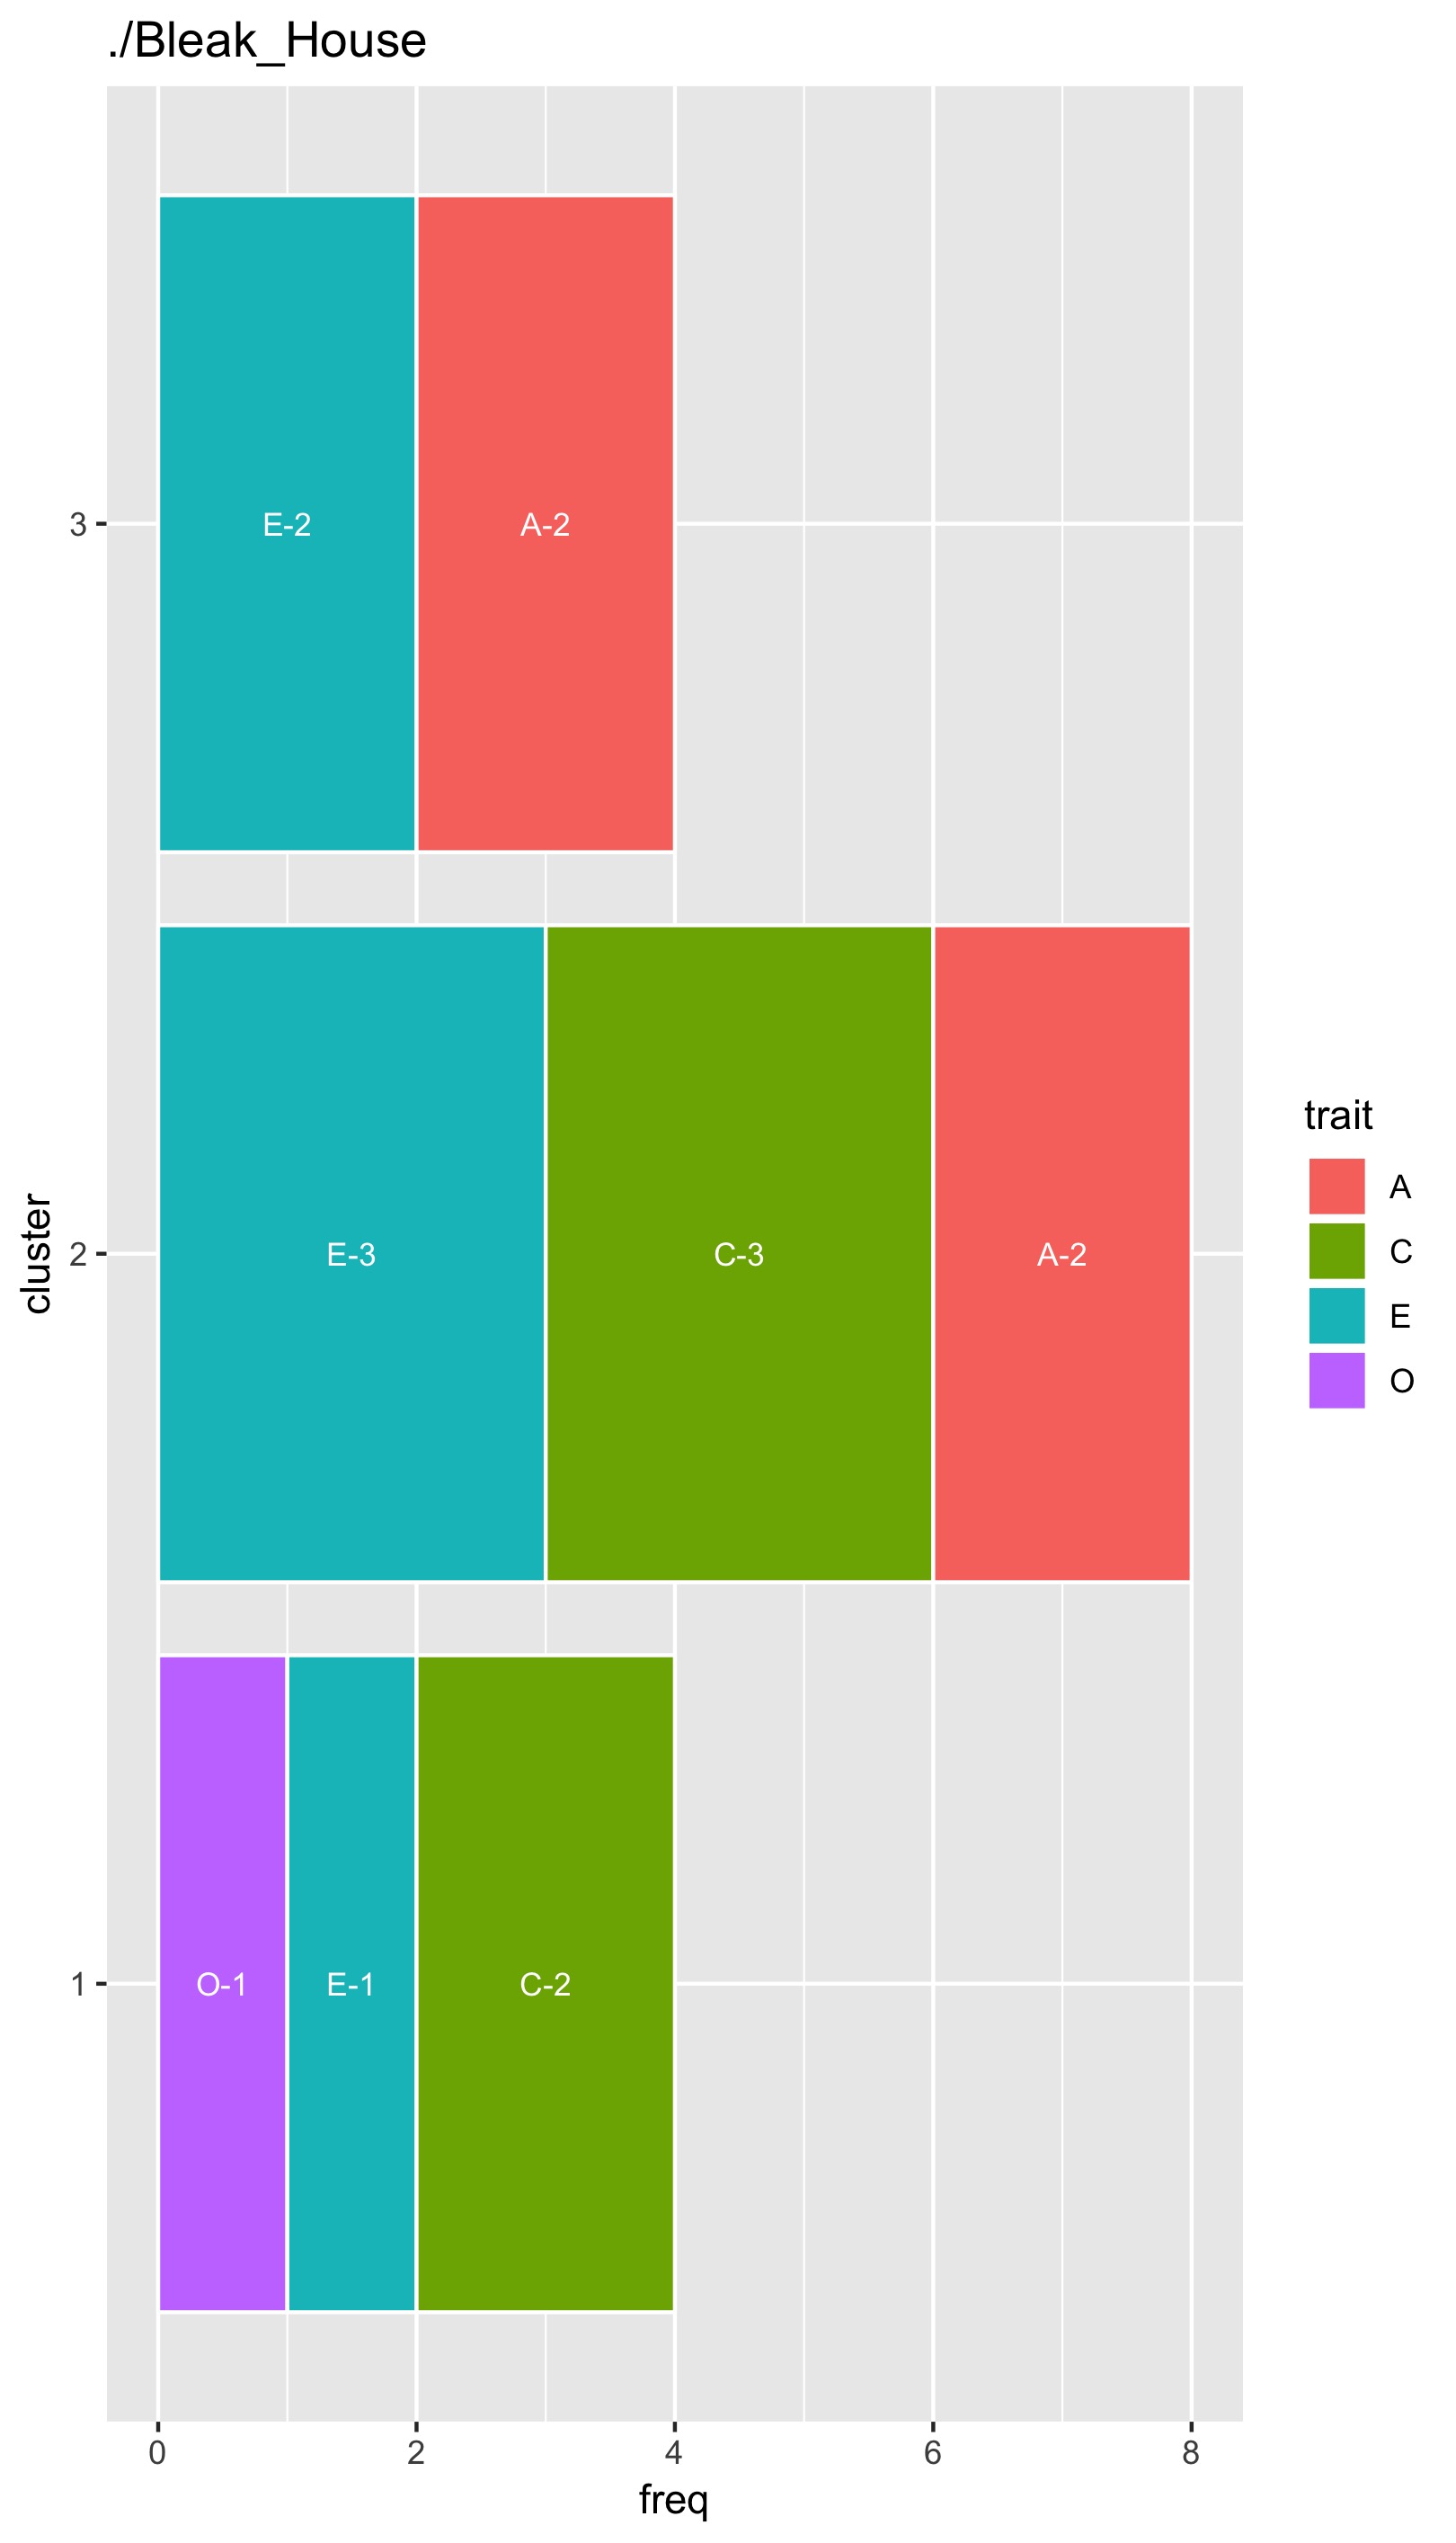 ./Bleak_House
3
E-2
A-2
cluster
2
E-3
C-3
A-2
1
O-1
E-1
C-2
0
2
4
6
8
freq
trait
A
C
E
O